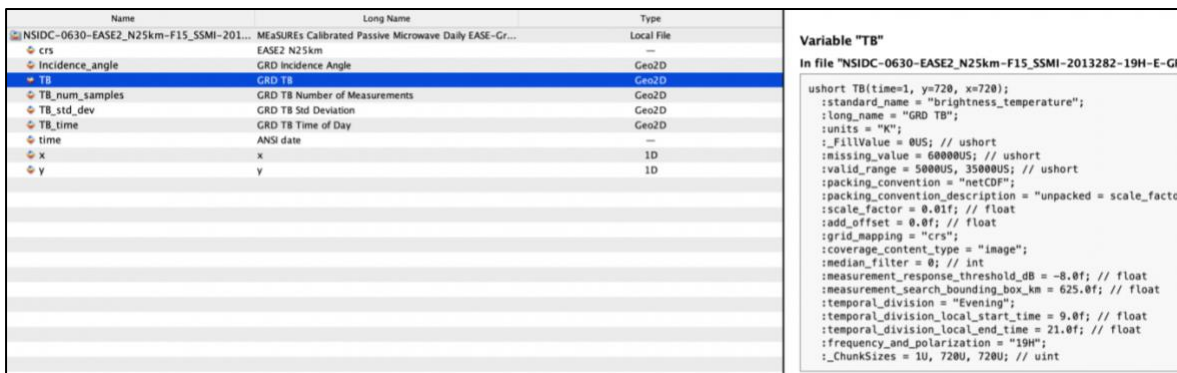 Name Long Name Type
NSIDC-0630-EASE2_N25km-F15_SSMI-201... MEaSUREs Calibrated Passive Microwave Daily EASE-Gr... Local File
crs EASE2 N25km —
Incidence_angle GRD Incidence Angle Geo2D
TB GRD TB Geo2D
TB_num_samples GRD TB Number of Measurements Geo2D
TB_std_dev GRD TB Std Deviation Geo2D
TB_time GRD TB Time of Day Geo2D
time ANSI date —
x x 1D
y y 1D
Variable "TB"
In file "NSIDC-0630-EASE2_N25km-F15_SSMI-2013282-19H-E-G
ushort TB(time=1, y=720, x=720);
:standard_name = "brightness_temperature";
:long_name = "GRD TB";
:units = "K";
:_FillValue = 0US; // ushort
:missing_value = 60000US; // ushort
:valid_range = 5000US, 35000US; // ushort
:packing_convention = "netCDF";
:packing_convention_description = "unpacked = scale_facto
:scale_factor = 0.01f; // float
:add_offset = 0.0f; // float
:grid_mapping = "crs";
:coverage_content_type = "image";
:median_filter = 0; // int
:measurement_response_threshold_dB = -8.0f; // float
:measurement_search_bounding_box_km = 625.0f; // float
:temporal_division = "Evening";
:temporal_division_local_start_time = 9.0f; // float
:temporal_division_local_end_time = 21.0f; // float
:frequency_and_polarization = "19H";
:_ChunkSizes = 1U, 720U, 720U; // uint